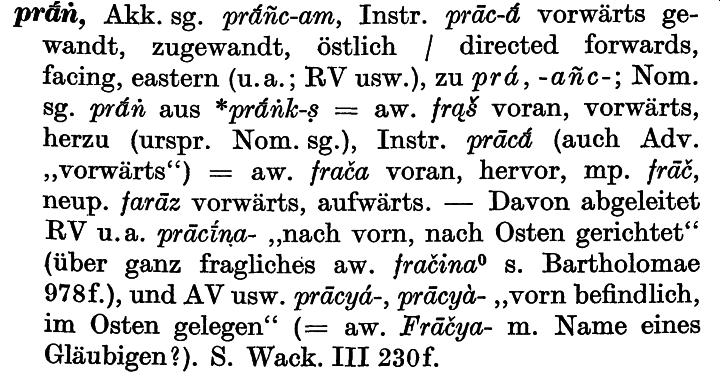 prā́ṅ, Akk. sg. prā́ñc-am, Instr. prāc-ā́ vorwärts ge-
wandt, zugewandt, östlich / directed forwards,
facing, eastern (u. a.; RV usw.), zu prá, -añc-; Nom.
sg. prā́ṅ aus *prā́ṅk-ṣ = aw. frąš voran, vorwärts,
herzu (urspr. Nom. sg.), Instr. prācā́ (auch Adv.
„vorwärts“) = aw. frača voran, hervor, mp. frāč,
neup. farāz vorwärts, aufwärts. — Davon abgeleitet
RV u. a. prācī́na- „nach vorn, nach Osten gerichtet“
(über ganz fragliches aw. fračina⁰ s. Bartholomae
978f.), und AV usw. prācyá-, prācyà- „vorn befindlich,
im Osten gelegen“ (= aw. Frāčya- m. Name eines
Gläubigen?). S. Wack. III 230f.